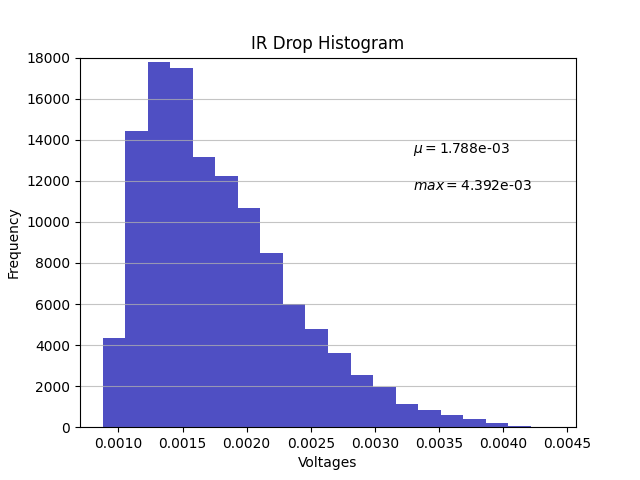 IR Drop Histogram
18000
16000
14000
12000
10000
8000
6000
4000
2000
0
Frequency
μ = 1.788e-03
max = 4.392e-03
0.0010 0.0015 0.0020 0.0025 0.0030 0.0035 0.0040 0.0045
Voltages